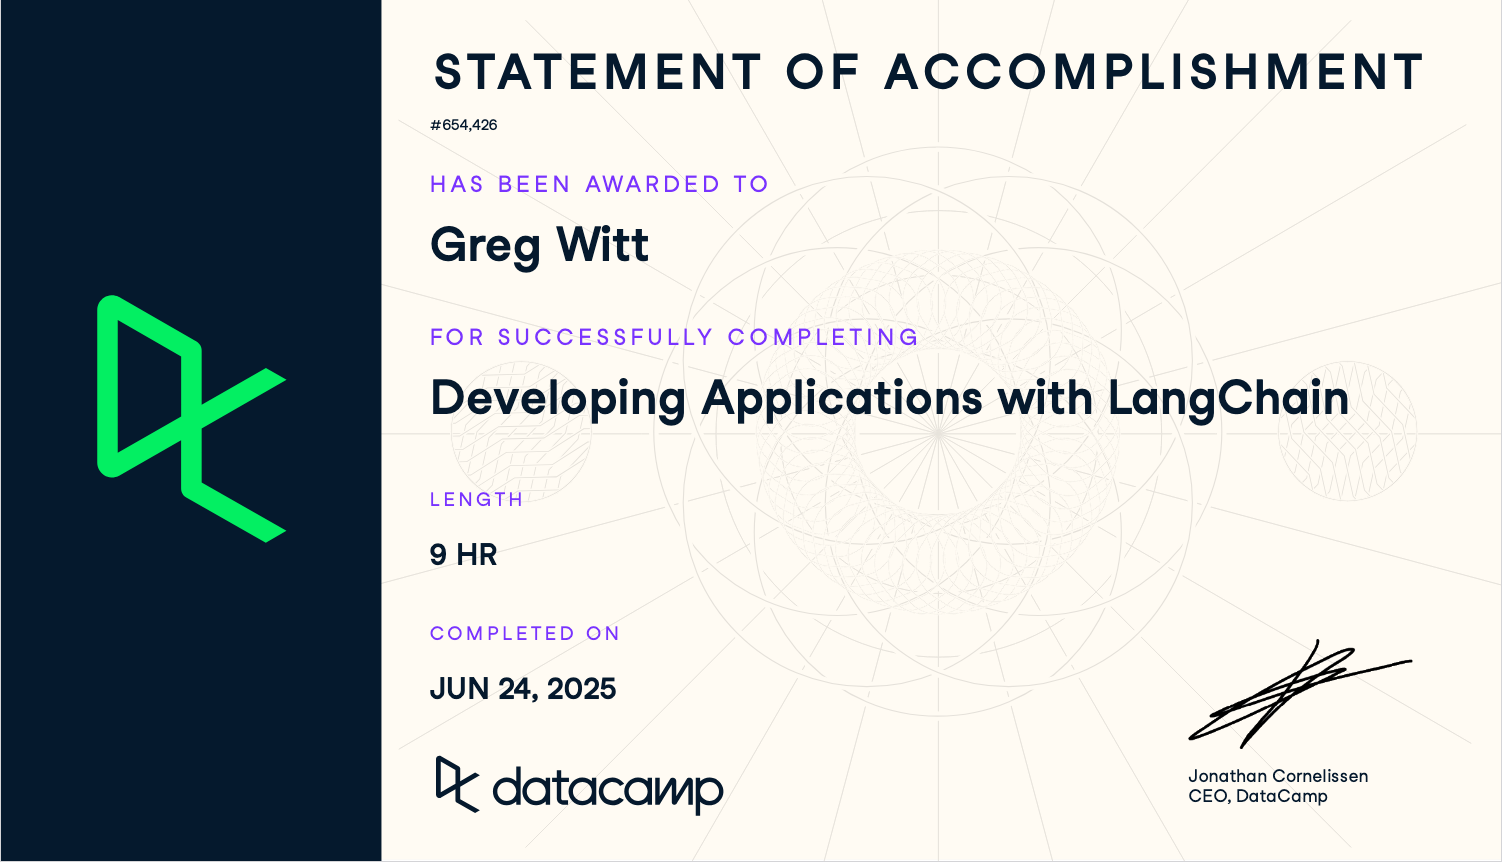 STATEMENT OF ACCOMPLISHMENT
#654,426
HAS BEEN AWARDED TO
Greg Witt
FOR SUCCESSFULLY COMPLETING
Developing Applications with LangChain
LENGTH
9 HR
COMPLETED ON
JUN 24, 2025
datacamp
Jonathan Cornelissen
CEO, DataCamp